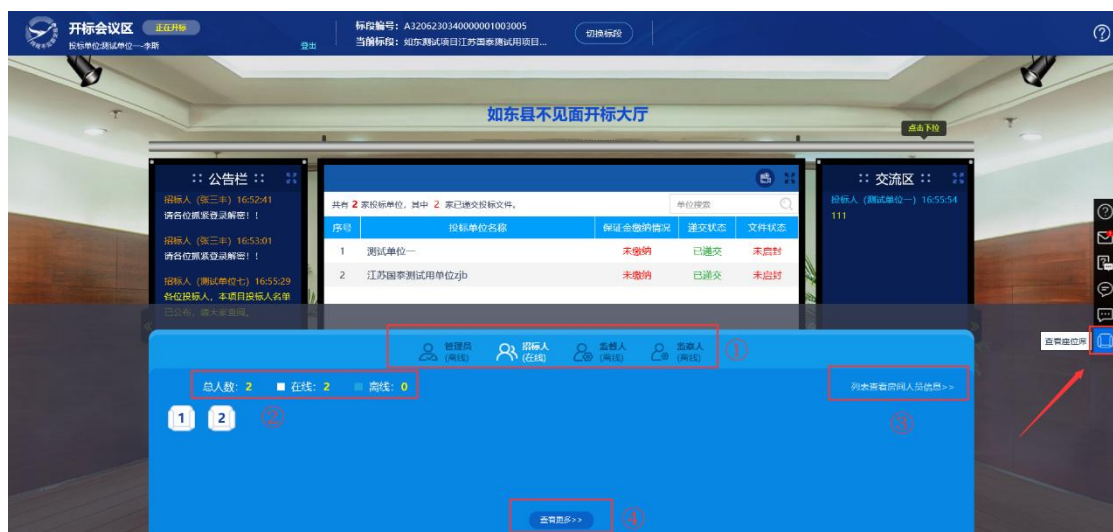 开标会议区 正在开标
投标单位:测试单位一--李斯 登出
标段编号：A3206230340000001003005
当前标段：如东测试项目江苏国泰测试用项目...
切换标段
如东县不见面开标大厅
点击下拉
:: 公告栏 ::
招标人（张三丰）16:52:41
请各位抓紧登录解密！！
招标人（张三丰）16:53:01
请各位抓紧登录解密！！
招标人（测试单位七）16:55:29
各位投标人，本项目投标人名单
已公布，请大家查阅。
共有 2 家投标单位，其中 2 家已递交投标文件。 单位搜索
序号 投标单位名称 保证金缴纳情况 递交状态 文件状态
1 测试单位一 未缴纳 已递交 未启封
2 江苏国泰测试用单位zjb 未缴纳 已递交 未启封
:: 交流区 ::
投标人（测试单位一）16:55:54
111
查看座位席
管理员 招标人 监督人 监察人 ①
(离线) (在线) (离线) (离线)
总人数：2 在线：2 离线：0
②
列表查看房间人员信息>>
③
1 2
查看更多>> ④